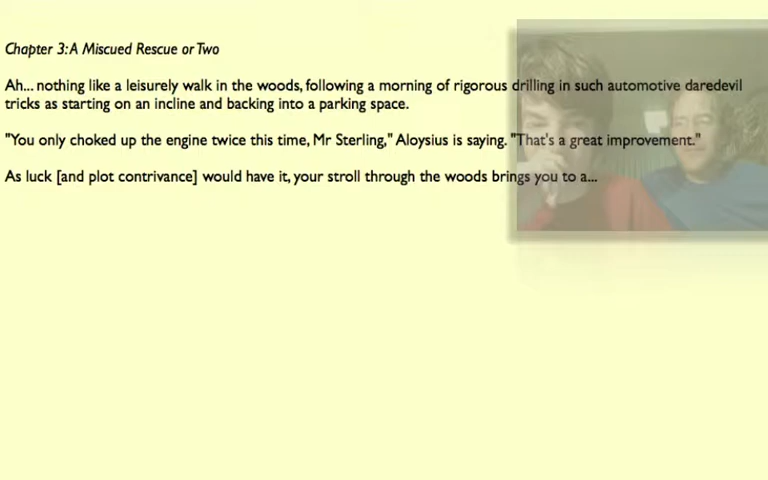 Chapter 3: A Miscued Rescue or Two
Ah... nothing like a leisurely walk in the woods, following a morning of rigorous drilling in such automotive daredevil
tricks as starting on an incline and backing into a parking space.
"You only choked up the engine twice this time, Mr Sterling," Aloysius is saying. "That's a great improvement."
As luck [and plot contrivance] would have it, your stroll through the woods brings you to a...